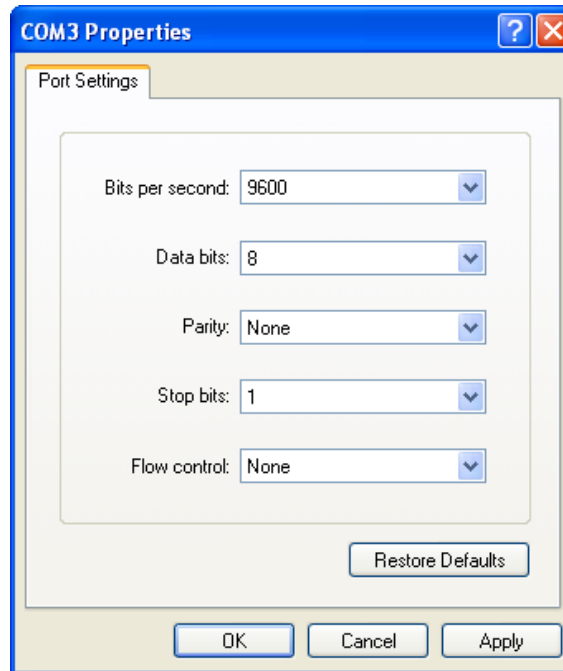 COM3 Properties
Port Settings
Bits per second: 9600
Data bits: 8
Parity: None
Stop bits: 1
Flow control: None
Restore Defaults
OK Cancel Apply